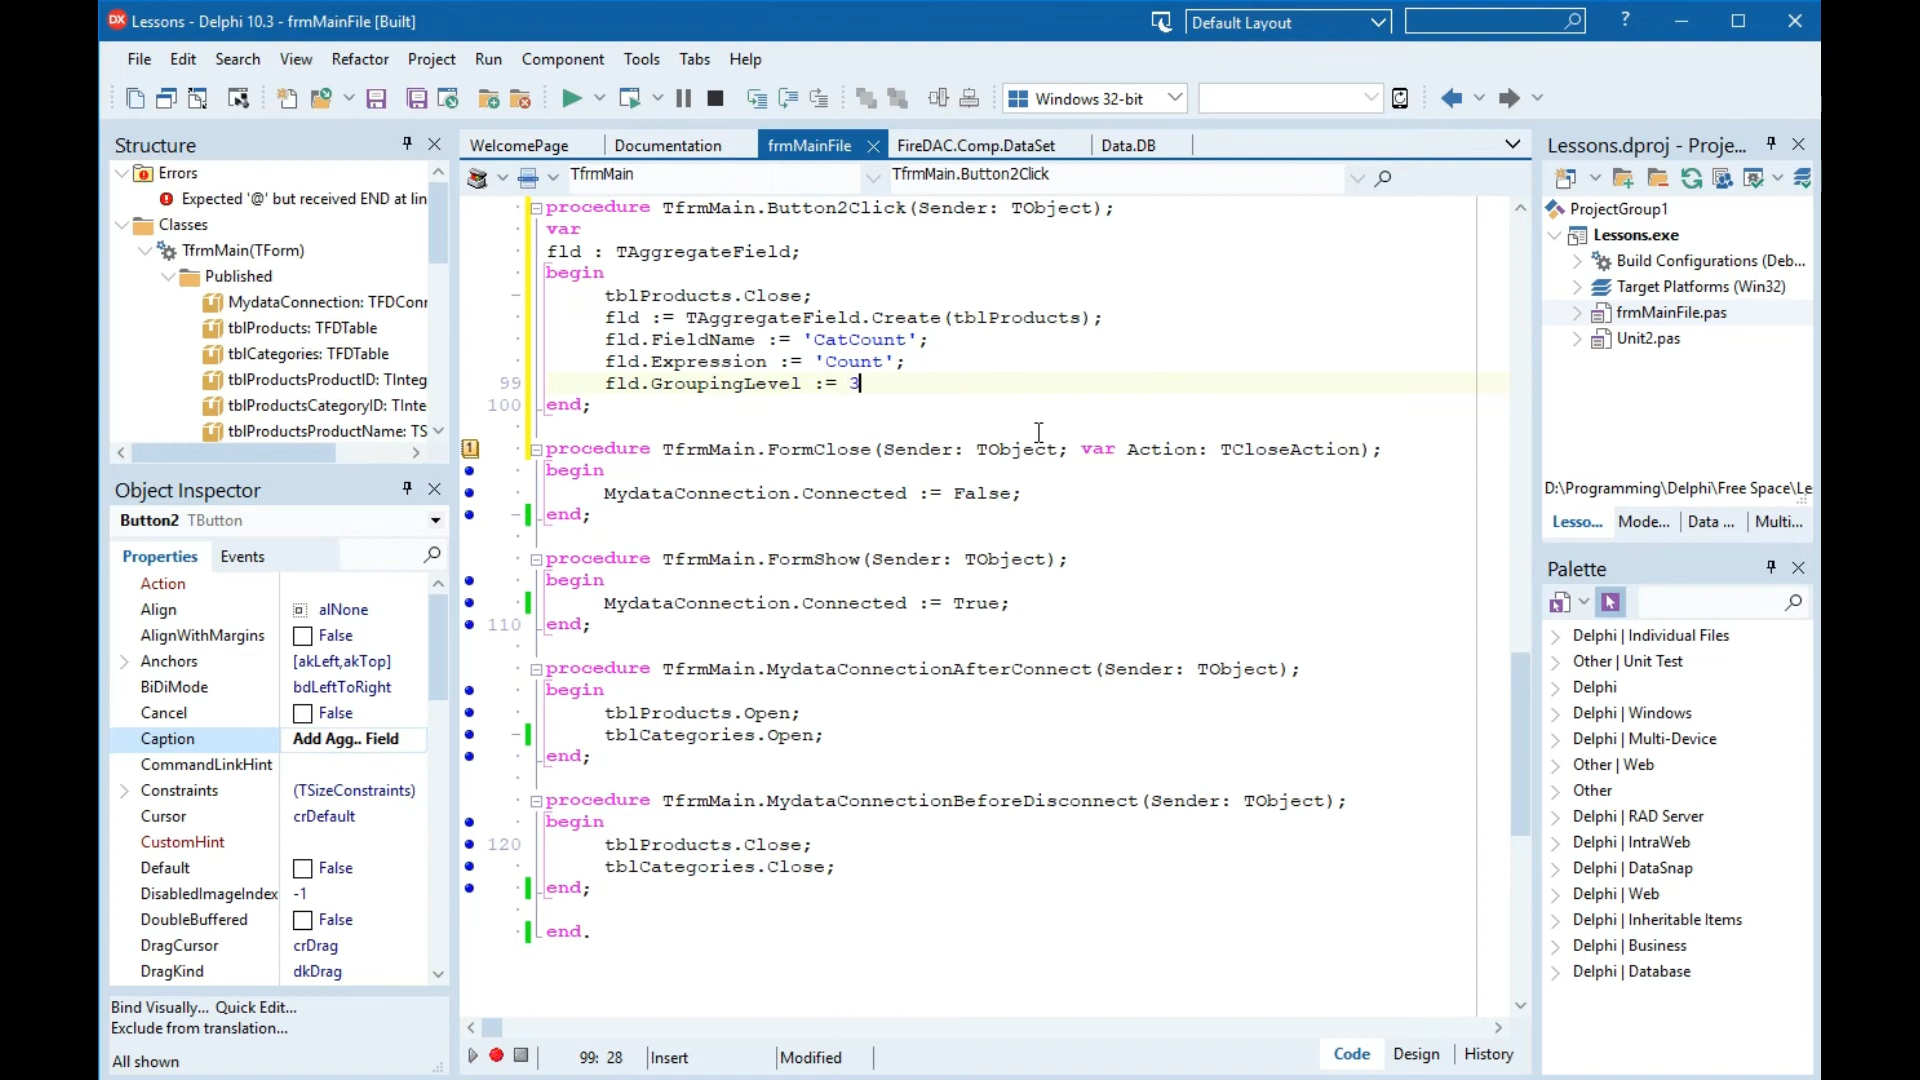 Lessons - Delphi 10.3 - frmMainFile [Built]
Default Layout
?
File Edit Search View Refactor Project Run Component Tools Tabs Help
Windows 32-bit
Structure
Errors
Expected '@' but received END at lin
Classes
TfrmMain(TForm)
Published
MydataConnection: TFDConn
tblProducts: TFDTable
tblCategories: TFDTable
tblProductsProductID: TInteg
tblProductsCategoryID: TInte
tblProductsProductName: TS
Object Inspector
Button2 TButton
Properties Events
Action
Align alNone
AlignWithMargins False
Anchors [akLeft,akTop]
BiDiMode bdLeftToRight
Cancel False
Caption Add Agg.. Field
CommandLinkHint
Constraints (TSizeConstraints)
Cursor crDefault
CustomHint
Default False
DisabledImageIndex -1
DoubleBuffered False
DragCursor crDrag
DragKind dkDrag
Bind Visually... Quick Edit...
Exclude from translation...
All shown
WelcomePage Documentation frmMainFile FireDAC.Comp.DataSet Data.DB
TfrmMain TfrmMain.Button2Click
procedure TfrmMain.Button2Click(Sender: TObject);
var
fld : TAggregateField;
begin
tblProducts.Close;
fld := TAggregateField.Create(tblProducts);
fld.FieldName := 'CatCount';
fld.Expression := 'Count';
99 fld.GroupingLevel := 3
100 end;
1 procedure TfrmMain.FormClose(Sender: TObject; var Action: TCloseAction);
begin
MydataConnection.Connected := False;
end;
procedure TfrmMain.FormShow(Sender: TObject);
begin
MydataConnection.Connected := True;
110 end;
procedure TfrmMain.MydataConnectionAfterConnect(Sender: TObject);
begin
tblProducts.Open;
tblCategories.Open;
end;
procedure TfrmMain.MydataConnectionBeforeDisconnect(Sender: TObject);
begin
120 tblProducts.Close;
tblCategories.Close;
end;
end.
99: 28 Insert Modified
Code Design History
Lessons.dproj - Proje...
ProjectGroup1
Lessons.exe
Build Configurations (Deb...
Target Platforms (Win32)
frmMainFile.pas
Unit2.pas
D:\Programming\Delphi\Free Space\Le
Lesso... Mode... Data ... Multi...
Palette
Delphi | Individual Files
Other | Unit Test
Delphi
Delphi | Windows
Delphi | Multi-Device
Other | Web
Other
Delphi | RAD Server
Delphi | IntraWeb
Delphi | DataSnap
Delphi | Web
Delphi | Inheritable Items
Delphi | Business
Delphi | Database